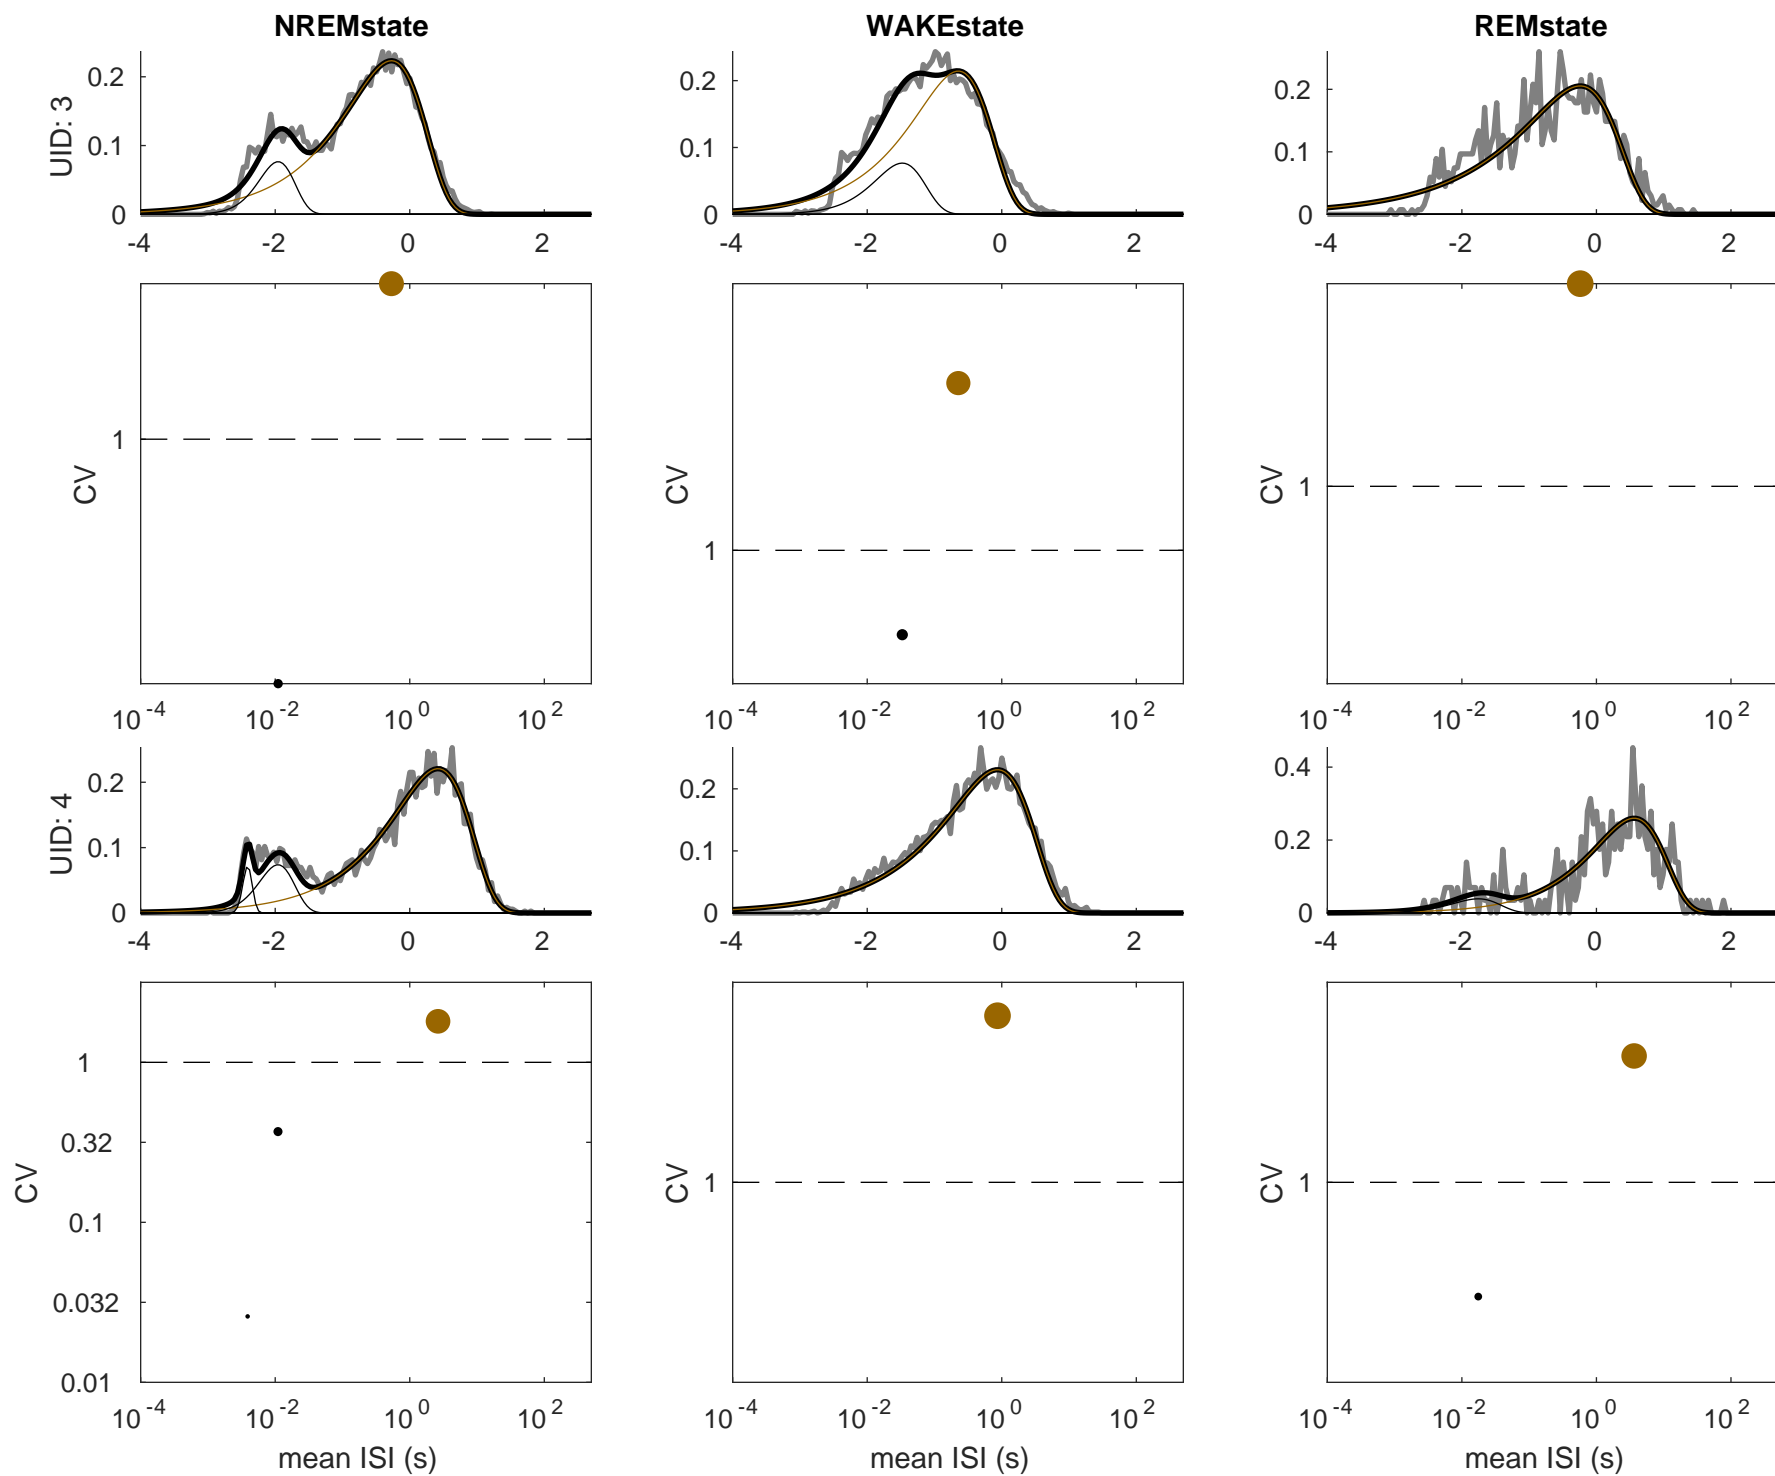 NREMstate WAKEstate REMstate
UID: 3
0.2 0.2 0.2
0.1 0.1 0.1
0 0 0
-4 -2 0 2 -4 -2 0 2 -4 -2 0 2
CV CV CV
1 1 1
10^-4 10^-2 10^0 10^2 10^-4 10^-2 10^0 10^2 10^-4 10^-2 10^0 10^2
UID: 4
0.2 0.2 0.4
0.1 0.1 0.2
0 0 0
-4 -2 0 2 -4 -2 0 2 -4 -2 0 2
CV CV CV
1 1 1
0.32
0.1
0.032
0.01
10^-4 10^-2 10^0 10^2 10^-4 10^-2 10^0 10^2 10^-4 10^-2 10^0 10^2
mean ISI (s) mean ISI (s) mean ISI (s)